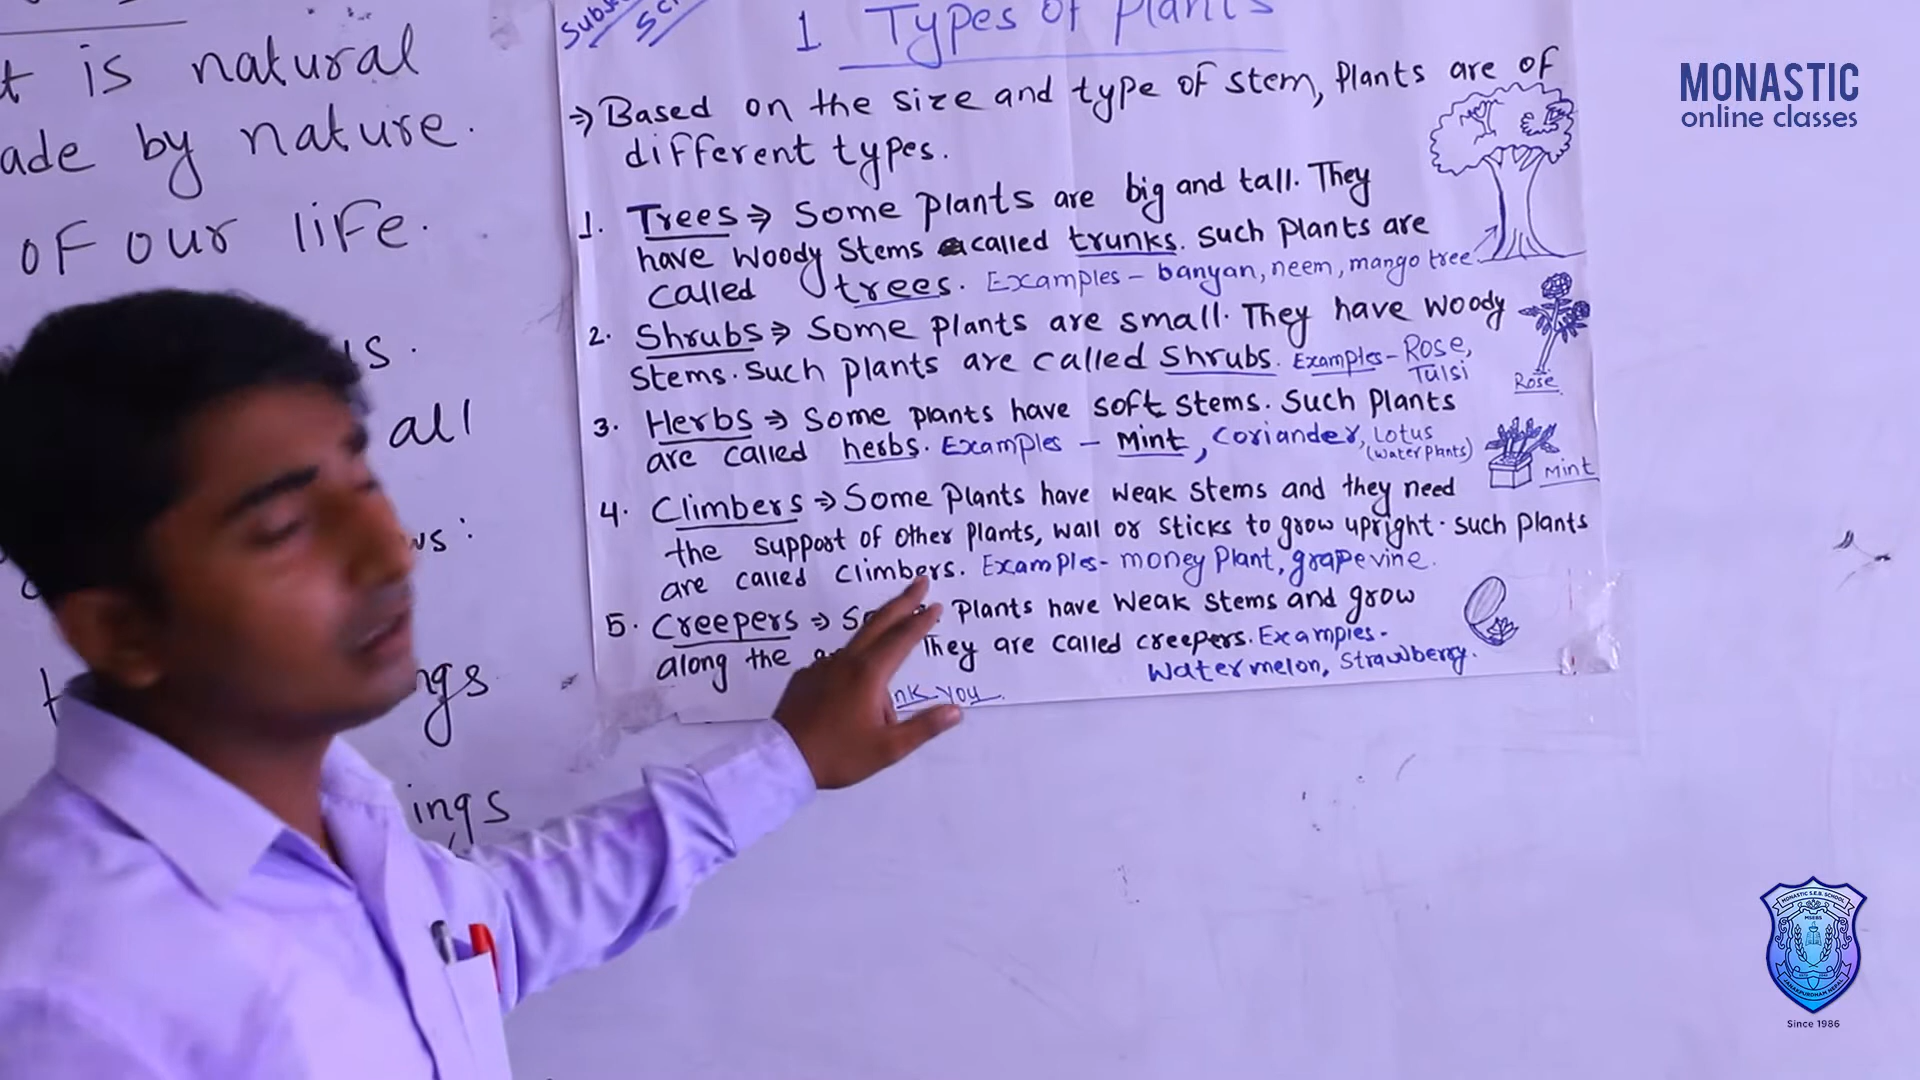 t is natural
ade by nature.
of our life.
all
ngs
ings
1 Types of Plants
⇒ Based on the size and type of stem, Plants are of
different types.
1. Trees ⇒ Some plants are big and tall. They
have woody stems called trunks. Such Plants are
called trees. Examples - banyan, neem, mango tree
2. Shrubs ⇒ Some plants are small. They have woody
Stems. Such plants are called Shrubs. Examples - Rose,
Tulsi
Rose
3. Herbs ⇒ Some plants have soft stems. Such Plants
are called herbs. Examples - Mint, Coriander, Lotus
(Water Plants)
Mint
4. Climbers ⇒ Some Plants have weak stems and they need
the support of other plants, wall or sticks to grow upright. Such plants
are called climbers. Examples - money Plant, grapevine.
5. Creepers ⇒ Plants have weak stems and grow
along the They are called creepers. Examples -
Watermelon, Strawberry.
nk you.
MONASTIC
online classes
MONASTIC S.E.B. SCHOOL
JANAKPURDHAM NEPAL
Since 1986